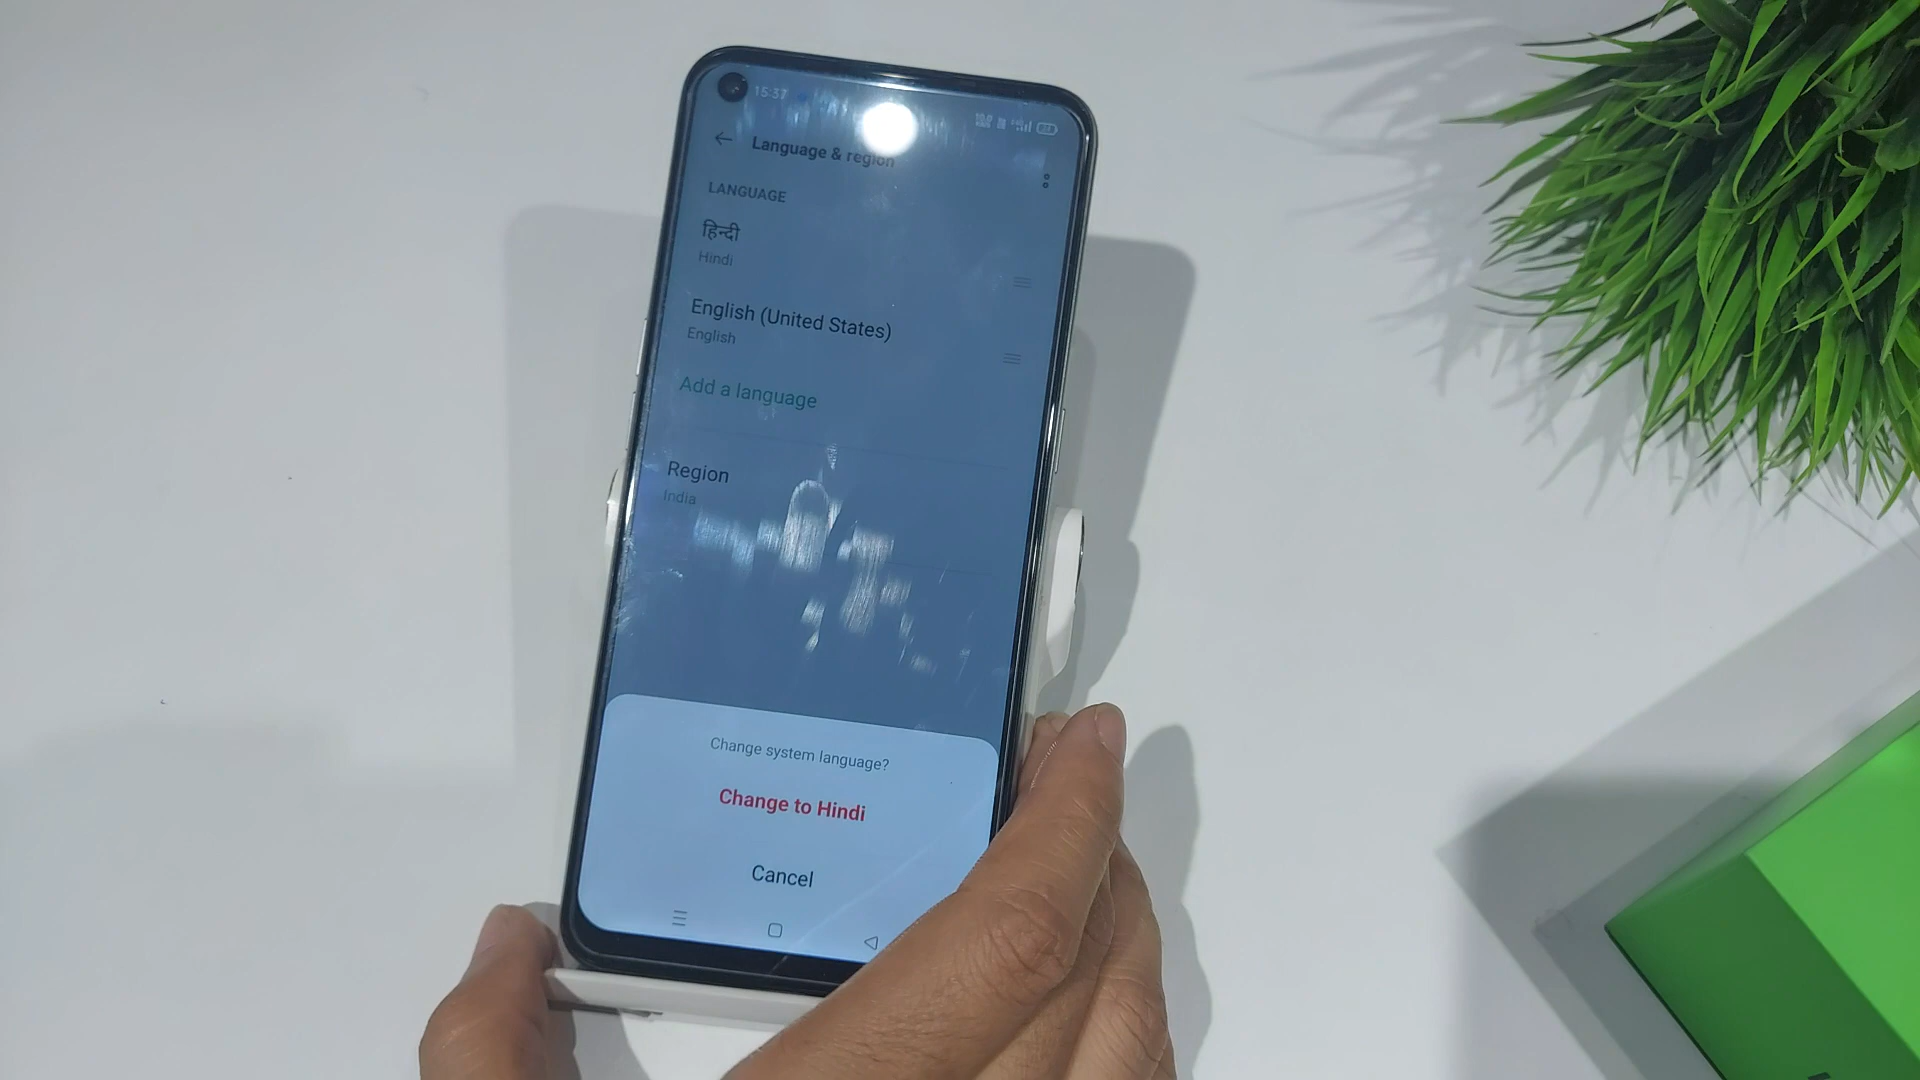 15:37
Language & region
LANGUAGE
हिन्दी
Hindi
English (United States)
English
Add a language
Region
India
Change system language?
Change to Hindi
Cancel